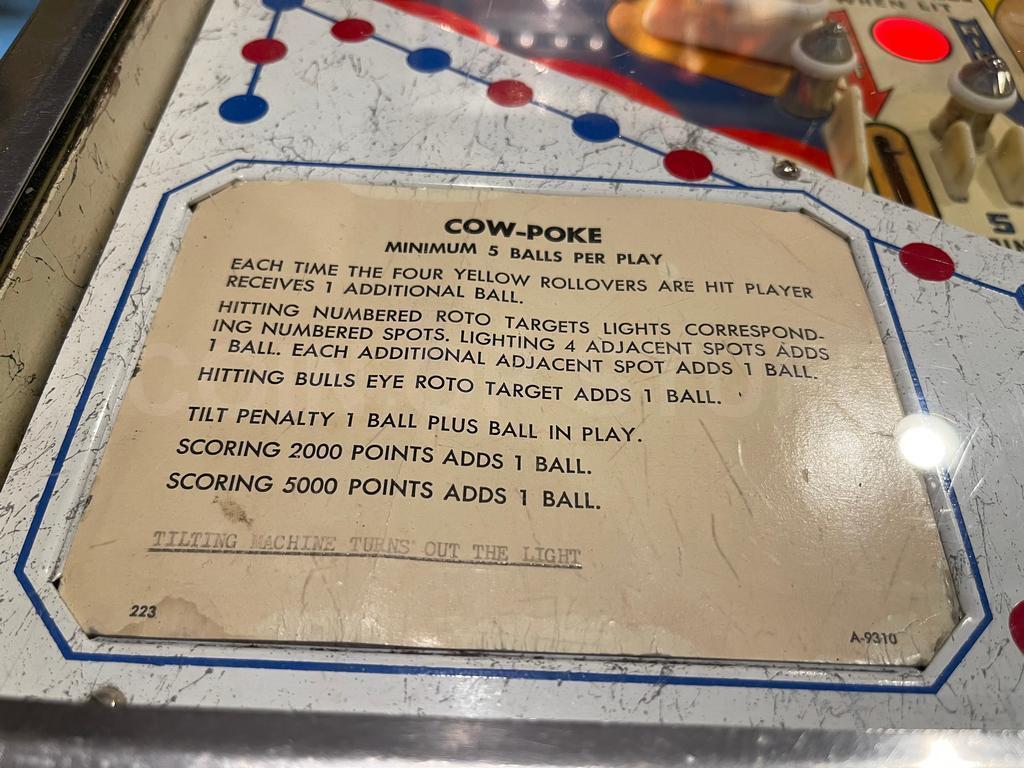 WHEN LIT
COW-POKE
MINIMUM 5 BALLS PER PLAY
EACH TIME THE FOUR YELLOW ROLLOVERS ARE HIT PLAYER
RECEIVES 1 ADDITIONAL BALL.
HITTING NUMBERED ROTO TARGETS LIGHTS CORRESPOND-
ING NUMBERED SPOTS. LIGHTING 4 ADJACENT SPOTS ADDS
1 BALL. EACH ADDITIONAL ADJACENT SPOT ADDS 1 BALL.
HITTING BULLS EYE ROTO TARGET ADDS 1 BALL.
TILT PENALTY 1 BALL PLUS BALL IN PLAY.
SCORING 2000 POINTS ADDS 1 BALL.
SCORING 5000 POINTS ADDS 1 BALL.
TILTING MACHINE TURNS OUT THE LIGHT
223
A-9310
5